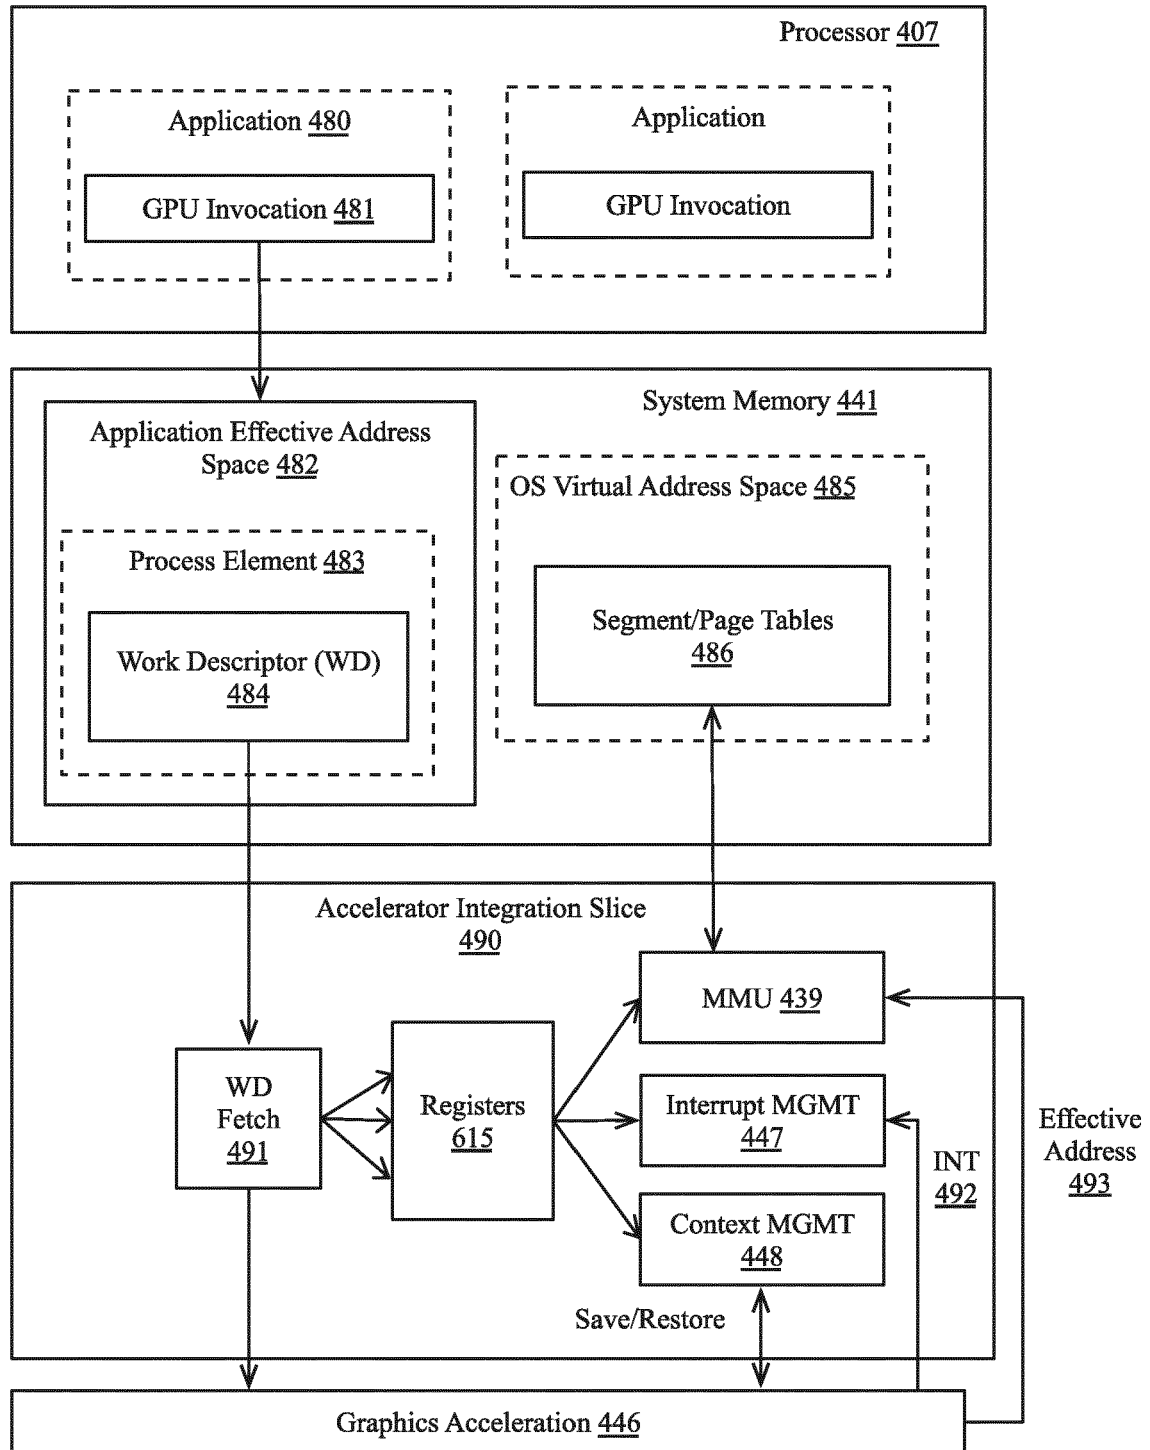 Processor 407
Application 480
GPU Invocation 481
Application
GPU Invocation
System Memory 441
Application Effective Address
Space 482
Process Element 483
Work Descriptor (WD)
484
OS Virtual Address Space 485
Segment/Page Tables
486
Accelerator Integration Slice
490
WD
Fetch
491
Registers
615
MMU 439
Interrupt MGMT
447
Context MGMT
448
Save/Restore
INT
492
Effective
Address
493
Graphics Acceleration 446